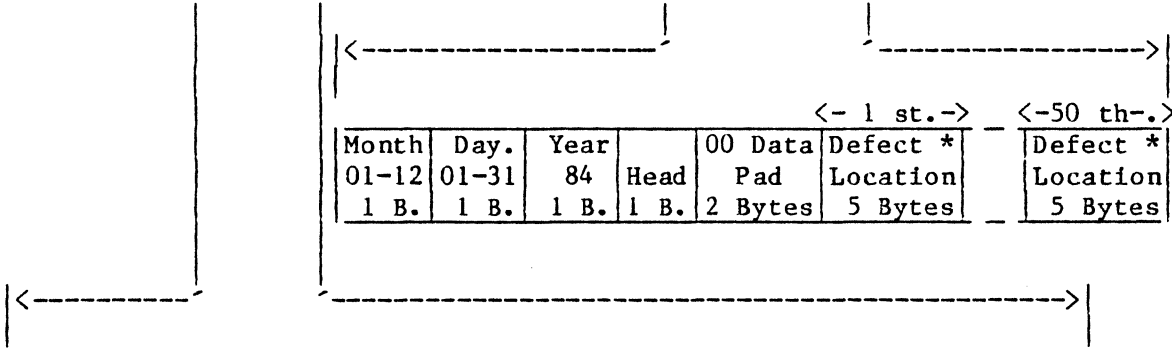 <- 1 st.-> <-50 th-.>
Month Day. Year 00 Data Defect * Defect *
01-12 01-31 84 Head Pad Location Location
1 B. 1 B. 1 B. 1 B. 2 Bytes 5 Bytes 5 Bytes